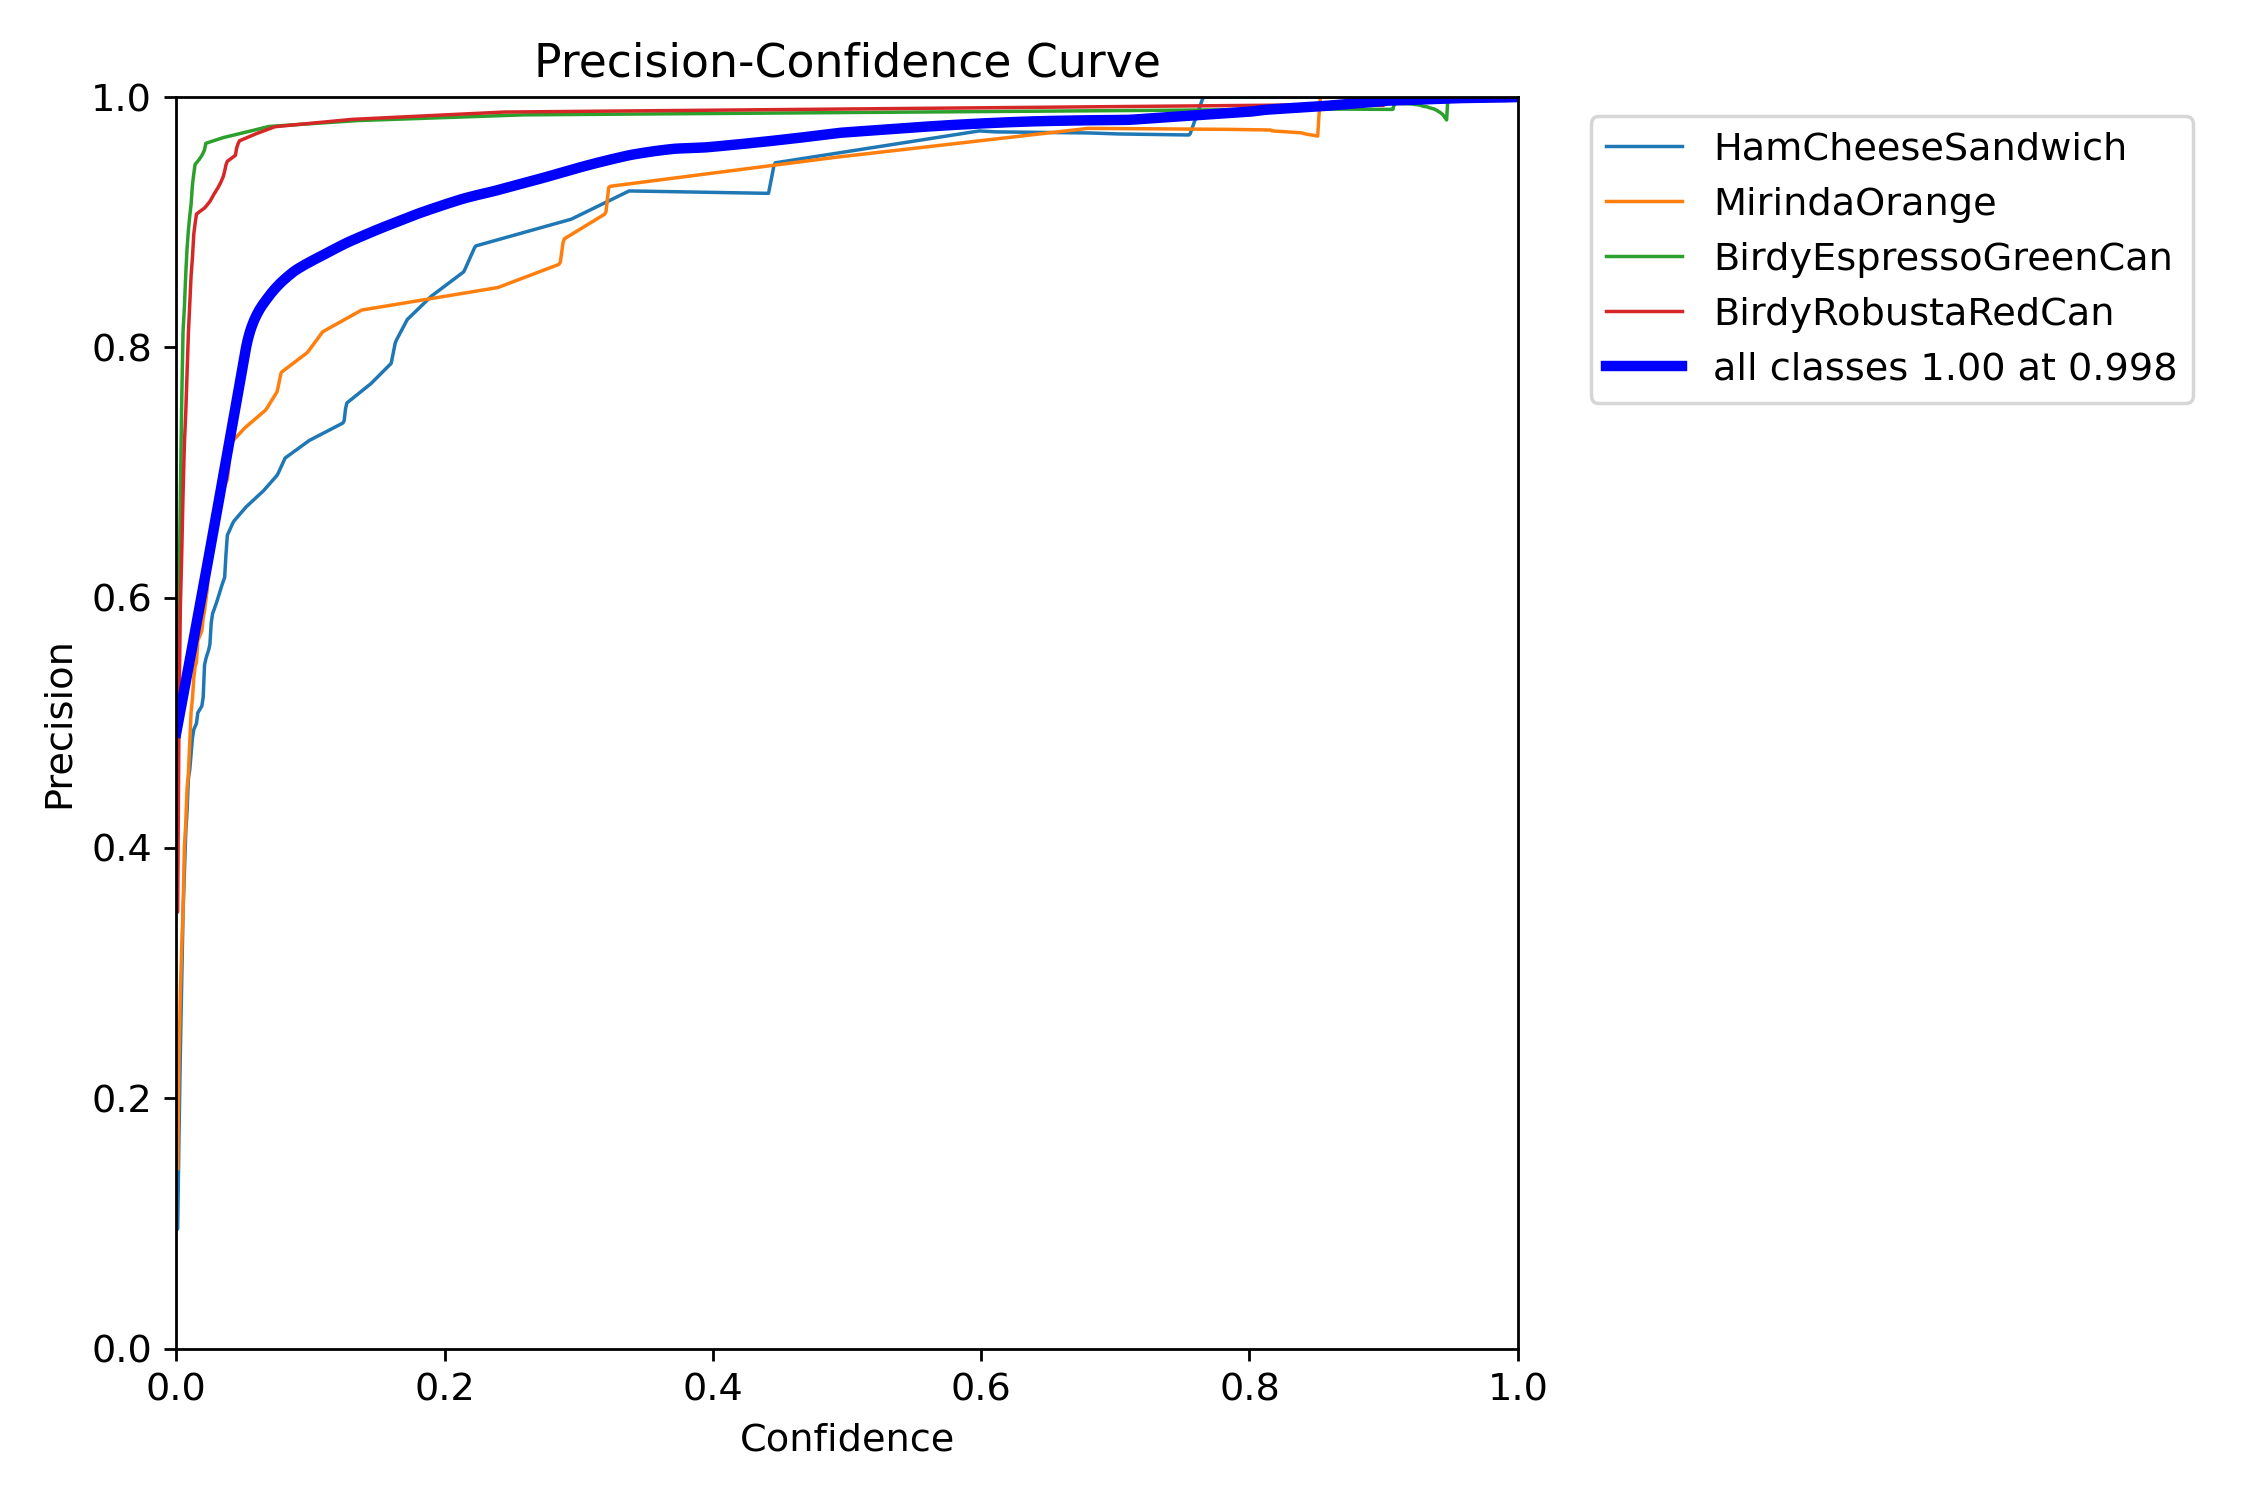 Precision-Confidence Curve
1.0
0.8
0.6
0.4
0.2
0.0
Precision
0.0 0.2 0.4 0.6 0.8 1.0
Confidence
HamCheeseSandwich
MirindaOrange
BirdyEspressoGreenCan
BirdyRobustaRedCan
all classes 1.00 at 0.998